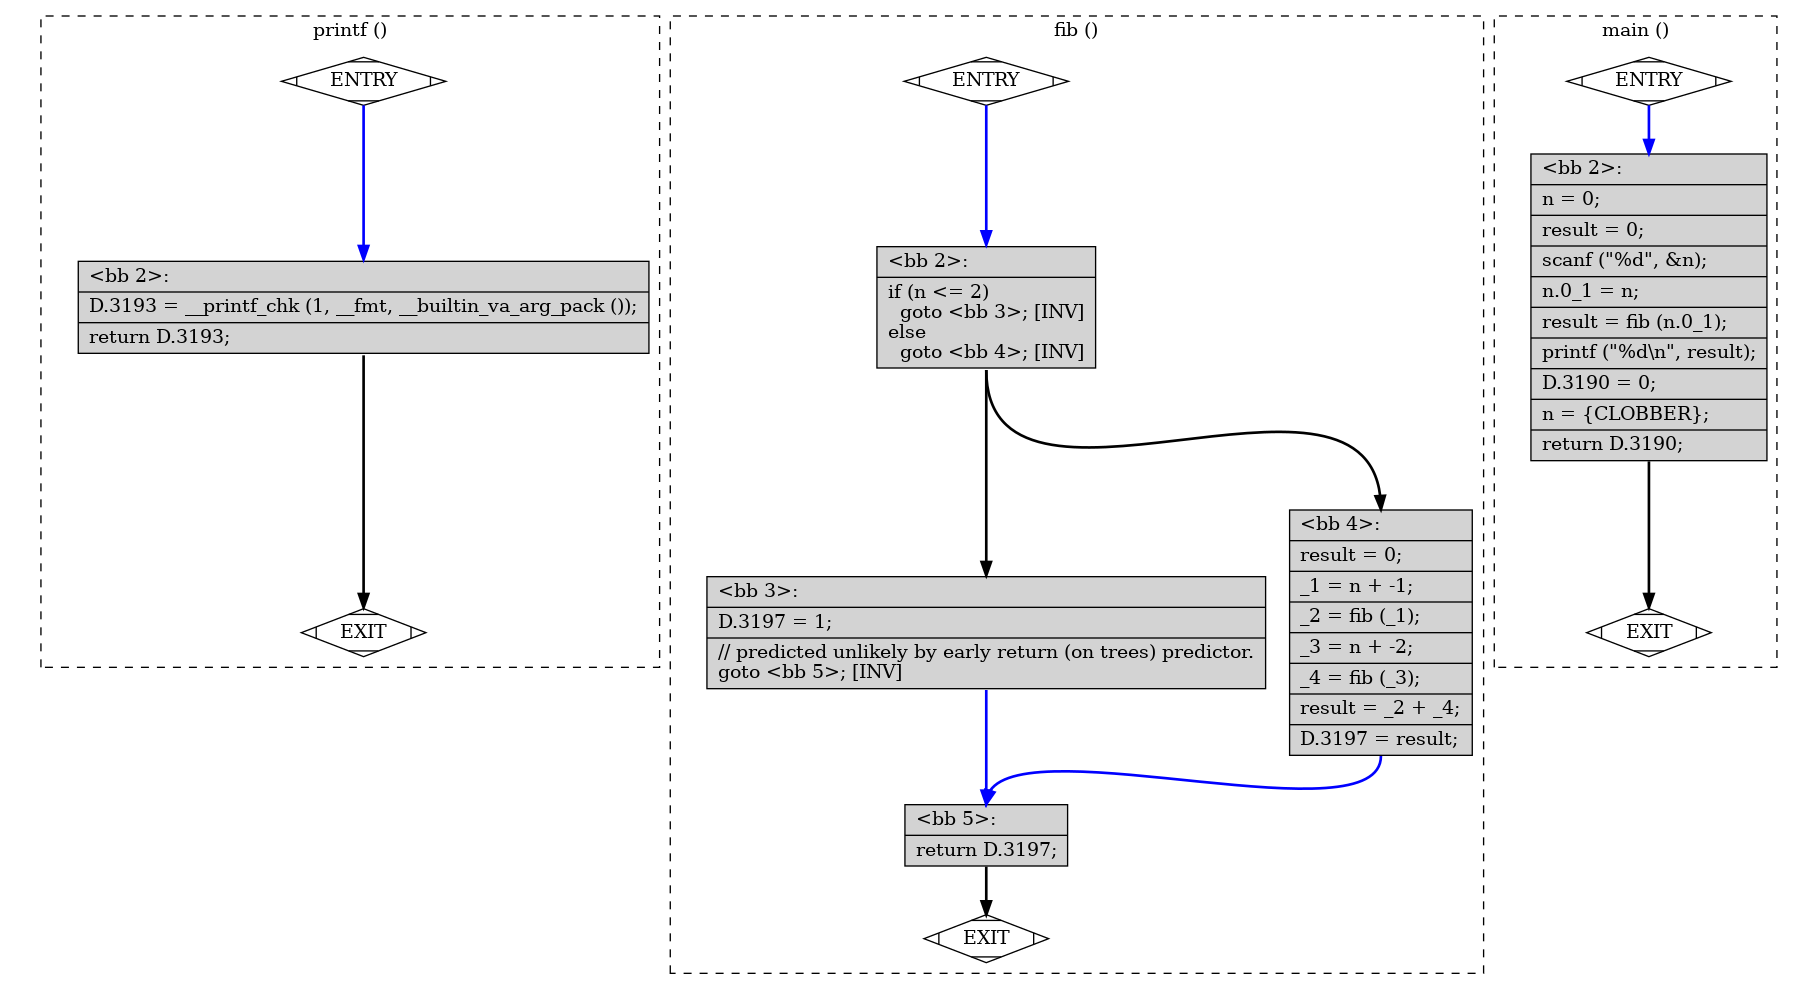 printf ()
ENTRY
<bb 2>:
D.3193 = __printf_chk (1, __fmt, __builtin_va_arg_pack ());
return D.3193;
EXIT
fib ()
ENTRY
<bb 2>:
if (n <= 2)
goto <bb 3>; [INV]
else
goto <bb 4>; [INV]
<bb 3>:
D.3197 = 1;
// predicted unlikely by early return (on trees) predictor.
goto <bb 5>; [INV]
<bb 4>:
result = 0;
_1 = n + -1;
_2 = fib (_1);
_3 = n + -2;
_4 = fib (_3);
result = _2 + _4;
D.3197 = result;
<bb 5>:
return D.3197;
EXIT
main ()
ENTRY
<bb 2>:
n = 0;
result = 0;
scanf ("%d", &n);
n.0_1 = n;
result = fib (n.0_1);
printf ("%d\n", result);
D.3190 = 0;
n = {CLOBBER};
return D.3190;
EXIT